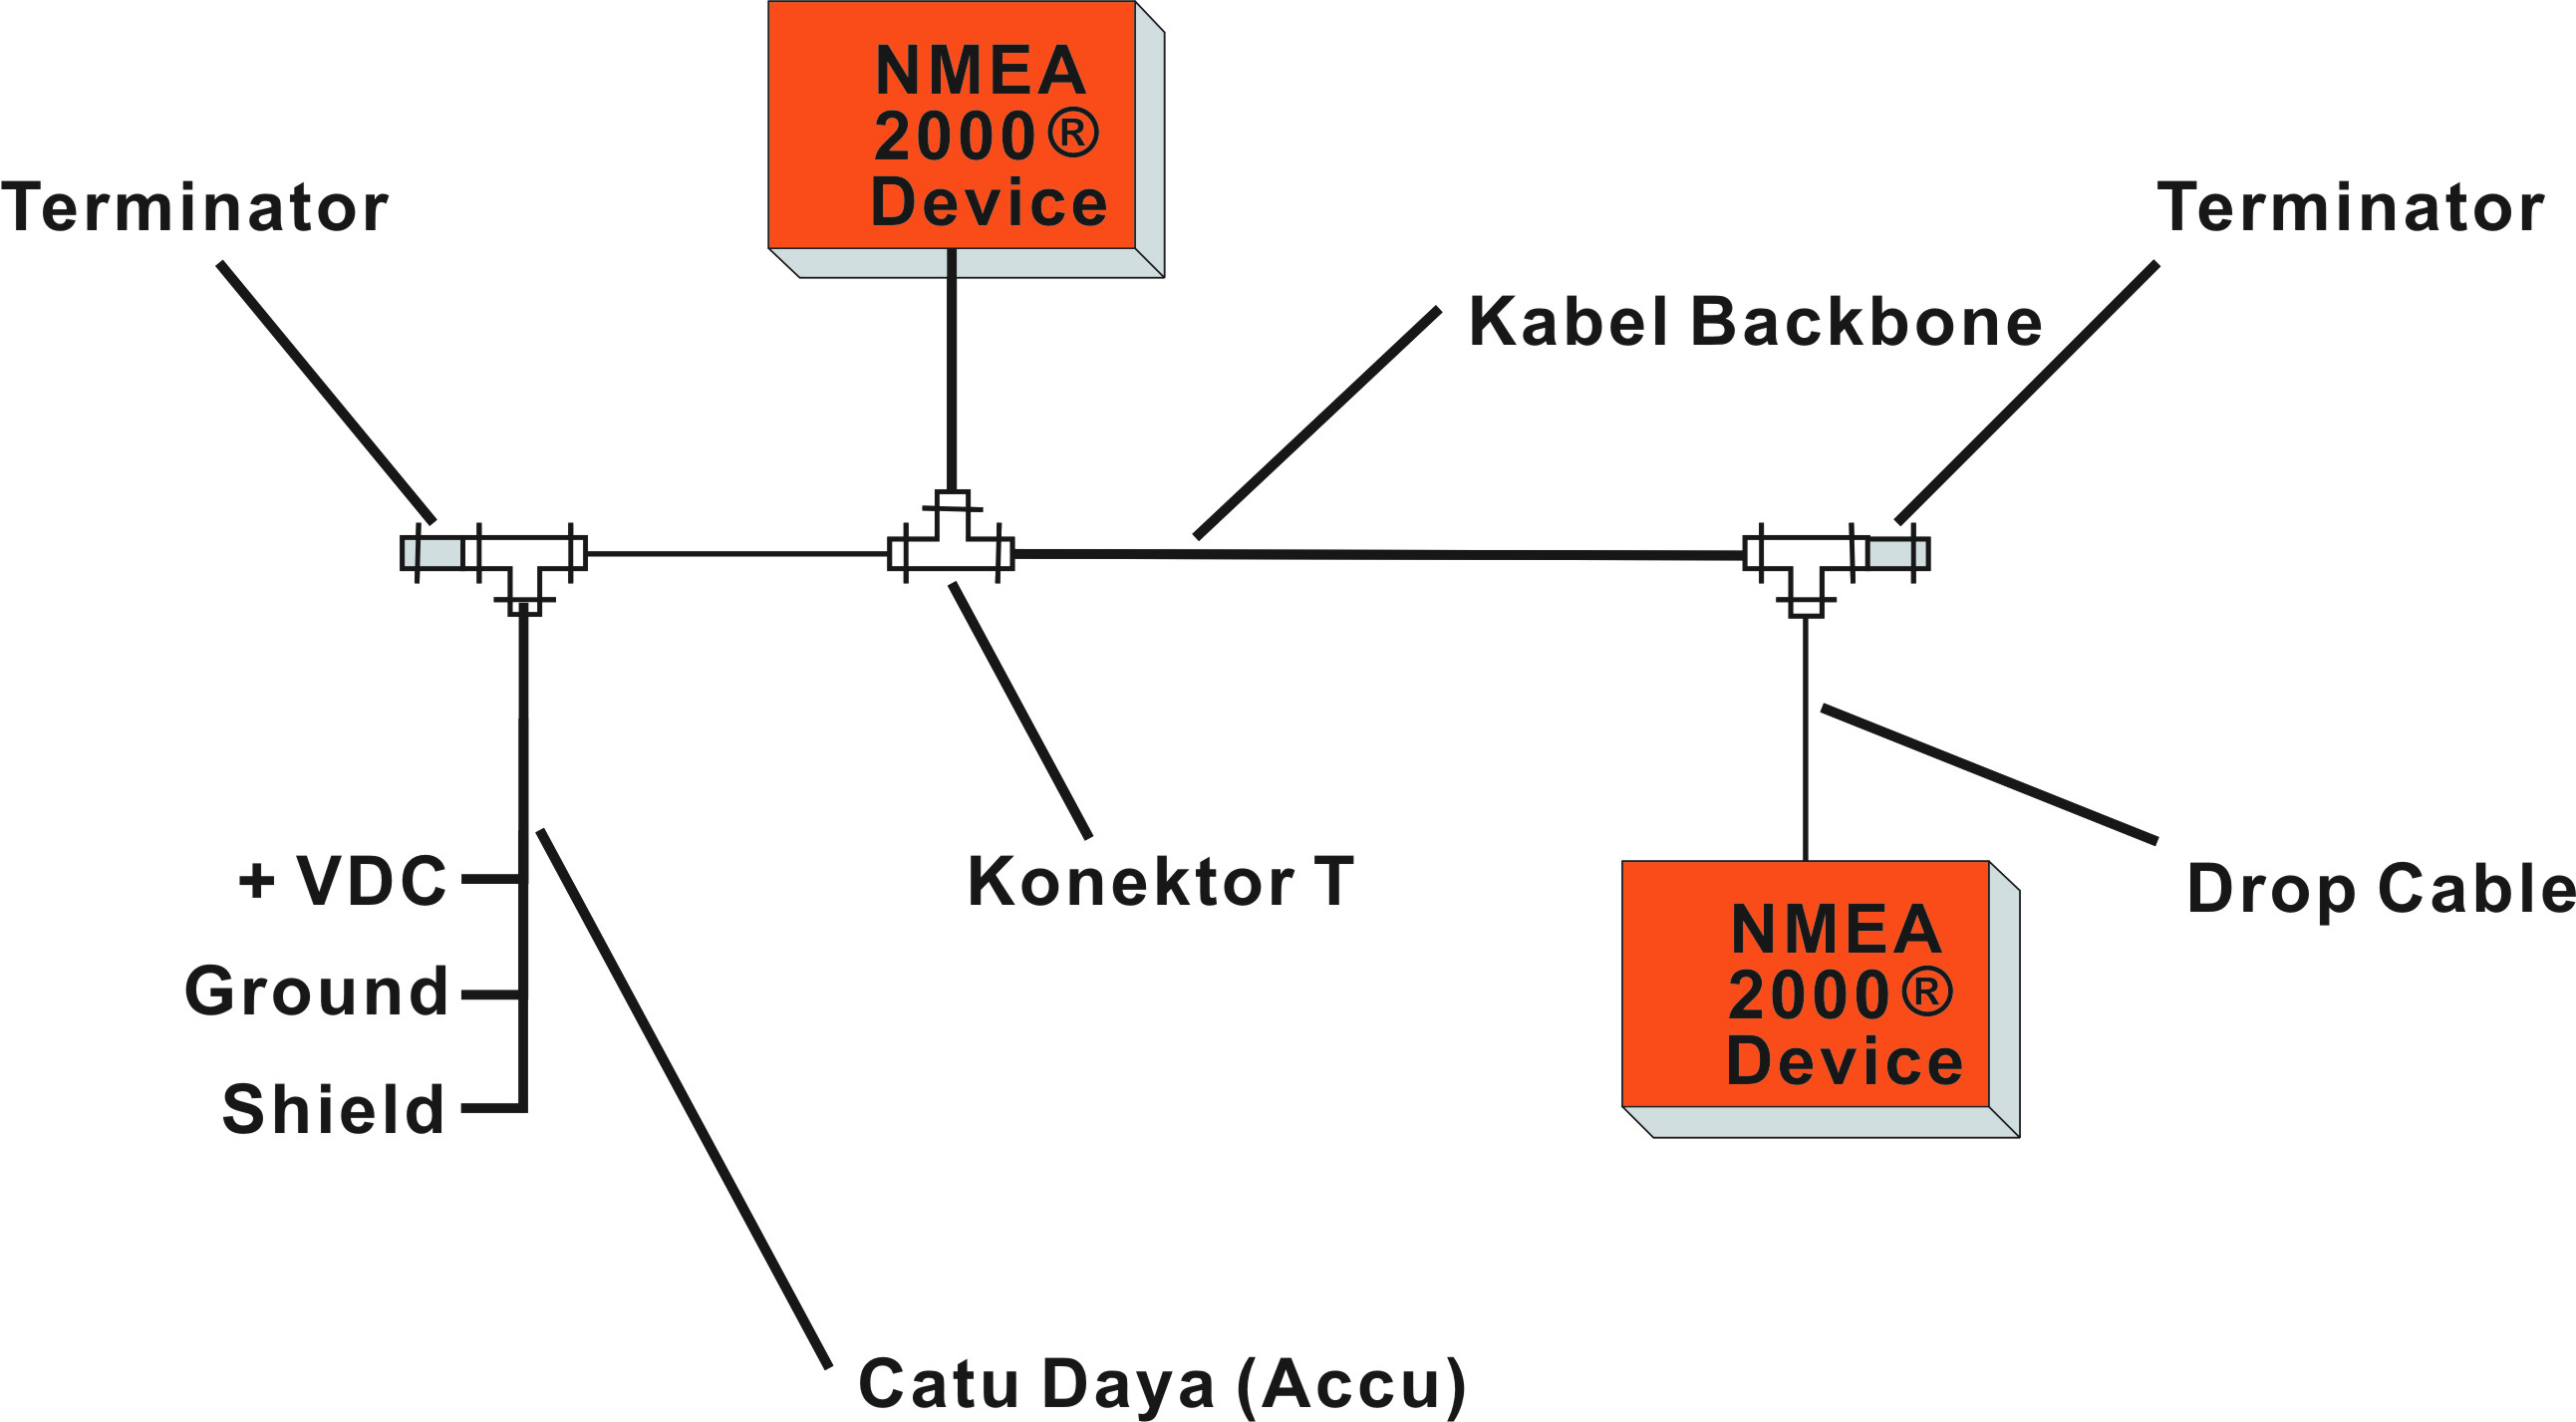 NMEA
2000®
Device
Terminator
Terminator
Kabel Backbone
+ VDC
Ground
Shield
Konektor T
Drop Cable
NMEA
2000®
Device
Catu Daya (Accu)